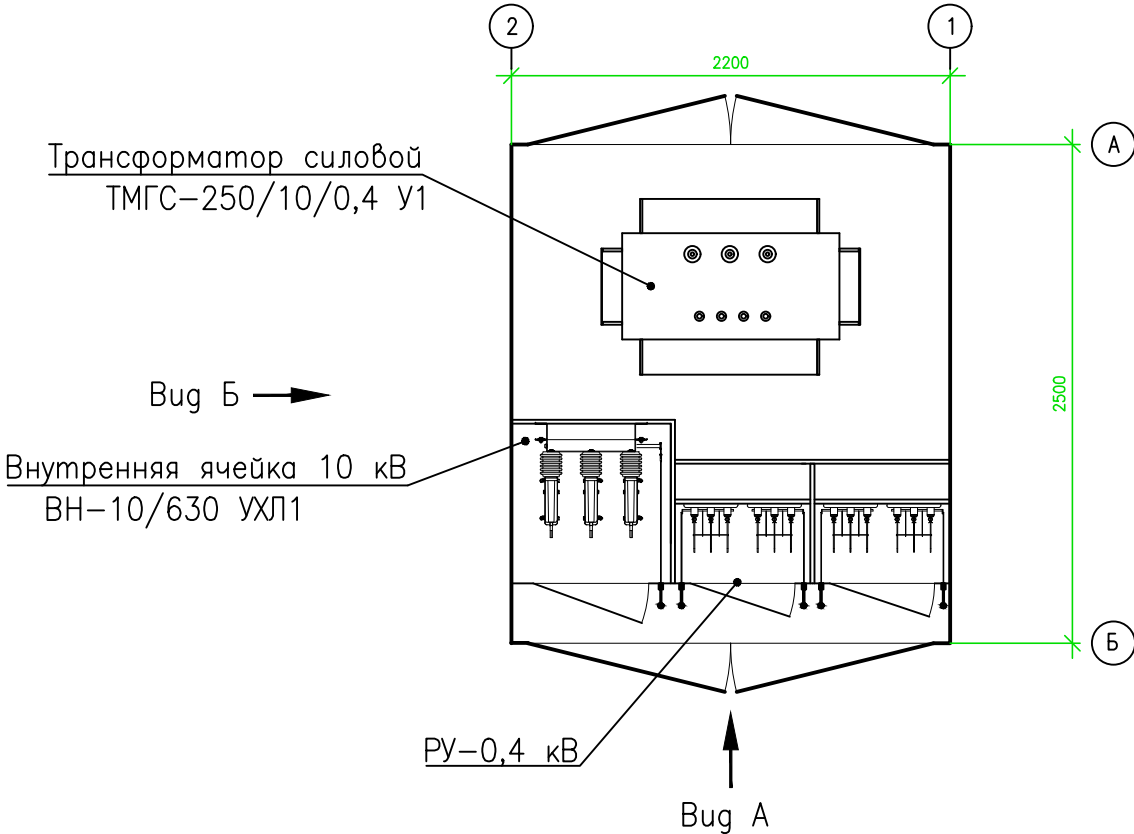 2
1
2200
А
Трансформатор силовой
ТМГС-250/10/0,4 У1
2500
Вид Б
Внутренняя ячейка 10 кВ
ВН-10/630 УХЛ1
Б
РУ-0,4 кВ
Вид А